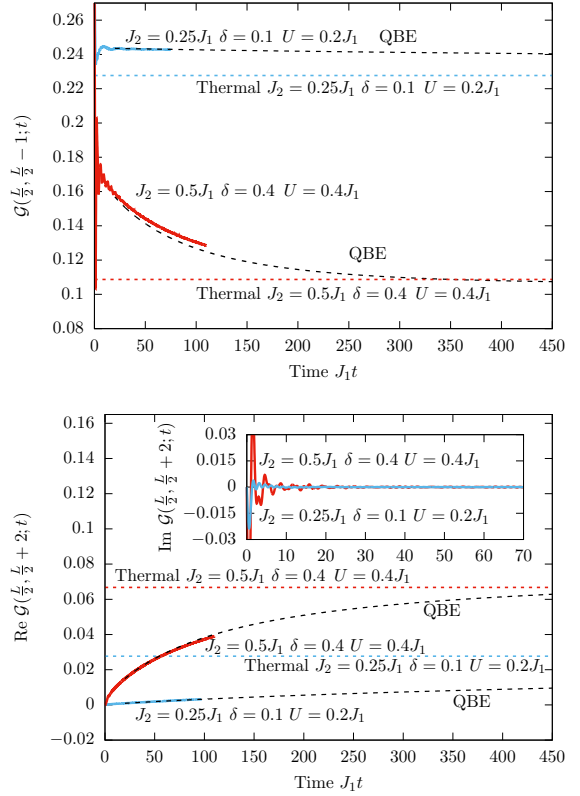 0.26
0.24
0.22
0.2
0.18
0.16
0.14
0.12
0.1
0.08
𝒢(L/2, L/2 − 1; t)
J₂ = 0.25J₁ δ = 0.1 U = 0.2J₁
QBE
Thermal J₂ = 0.25J₁ δ = 0.1 U = 0.2J₁
J₂ = 0.5J₁ δ = 0.4 U = 0.4J₁
QBE
Thermal J₂ = 0.5J₁ δ = 0.4 U = 0.4J₁
0 50 100 150 200 250 300 350 400 450
Time J₁t
0.16
0.14
0.12
0.1
0.08
0.06
0.04
0.02
0
−0.02
Re 𝒢(L/2, L/2 + 2; t)
Im 𝒢(L/2, L/2 + 2; t)
0.03
0.015
0
−0.015
−0.03
J₂ = 0.5J₁ δ = 0.4 U = 0.4J₁
J₂ = 0.25J₁ δ = 0.1 U = 0.2J₁
0 10 20 30 40 50 60 70
Thermal J₂ = 0.5J₁ δ = 0.4 U = 0.4J₁
QBE
J₂ = 0.5J₁ δ = 0.4 U = 0.4J₁
Thermal J₂ = 0.25J₁ δ = 0.1 U = 0.2J₁
J₂ = 0.25J₁ δ = 0.1 U = 0.2J₁
QBE
0 50 100 150 200 250 300 350 400 450
Time J₁t